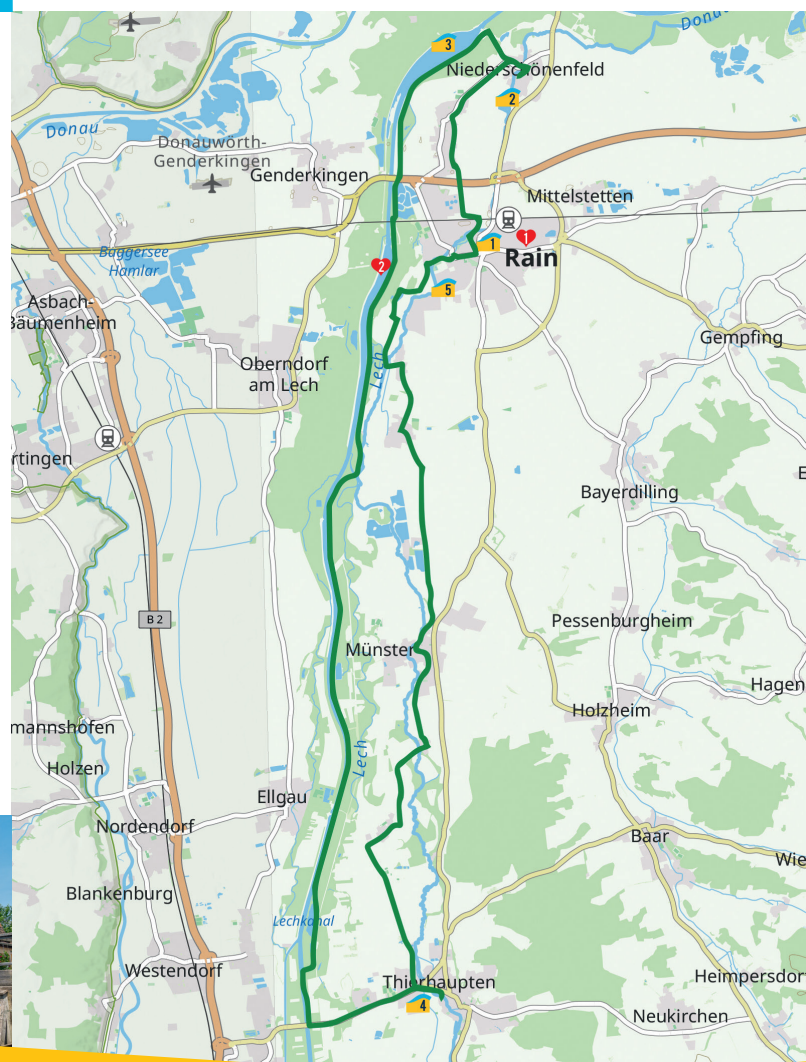 Donau
3
Niederschönenfeld
2
Donau
Donauwörth-
Genderkingen
Genderkingen
Mittelstetten
1
1
Rain
Buggersee
Hamlar
2
5
Asbach-
Bäumenheim
Gempfing
Oberndorf
am Lech
Lech
rtingen
Bayerdilling
B 2
Pessenburgheim
Münster
Hagen
Holzheim
mannshofen
Holzen
Lech
Ellgau
Nordendorf
Baar
Wie
Blankenburg
Lechkanal
Westendorf
Thierhaupten
Heimpersdor
4
Neukirchen